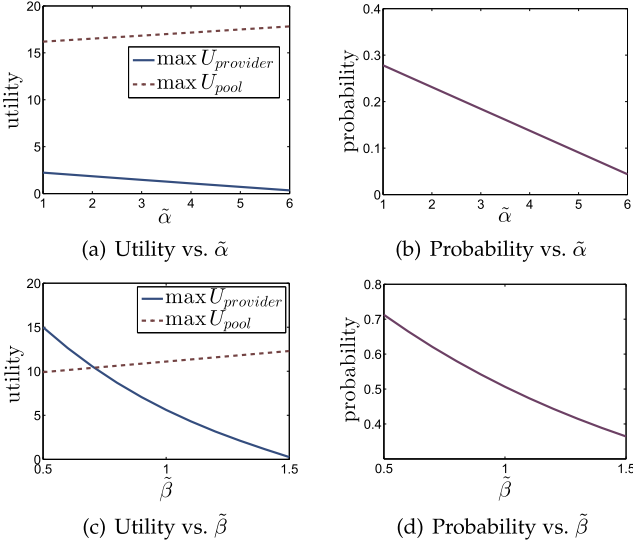 20
15
10
5
0
utility
max U_provider
max U_pool
1 2 3 4 5 6
α̃
(a) Utility vs. α̃
0.4
0.3
0.2
0.1
0
probability
1 2 3 4 5 6
α̃
(b) Probability vs. α̃
20
15
10
5
0
utility
max U_provider
max U_pool
0.5 1 1.5
β̃
(c) Utility vs. β̃
0.8
0.7
0.6
0.5
0.4
probability
0.5 1 1.5
β̃
(d) Probability vs. β̃